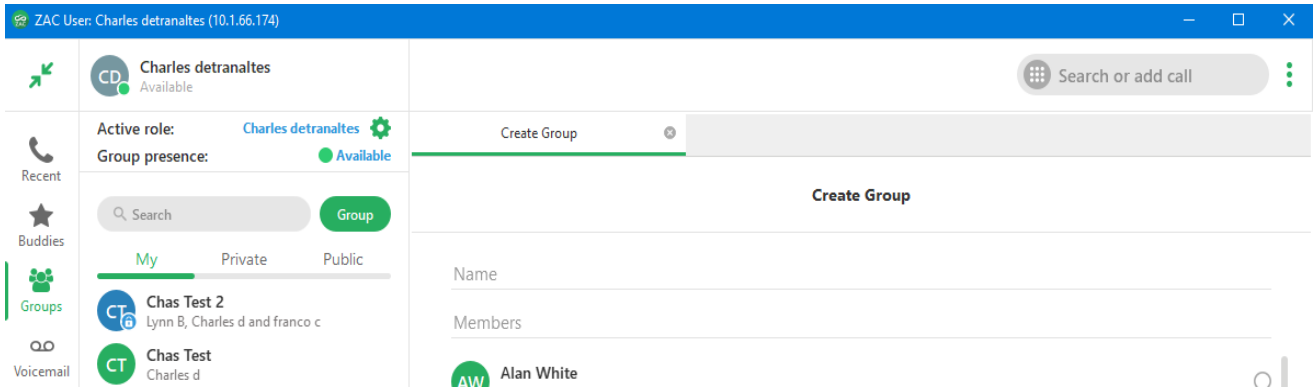 ZAC User: Charles detranaltes (10.1.66.174)
CD
Charles detranaltes
Available
Search or add call
Recent
Buddies
Groups
Voicemail
Active role: Charles detranaltes
Group presence: Available
Search
Group
My Private Public
CT
Chas Test 2
Lynn B, Charles d and franco c
CT
Chas Test
Charles d
Create Group
Create Group
Name
Members
AW
Alan White